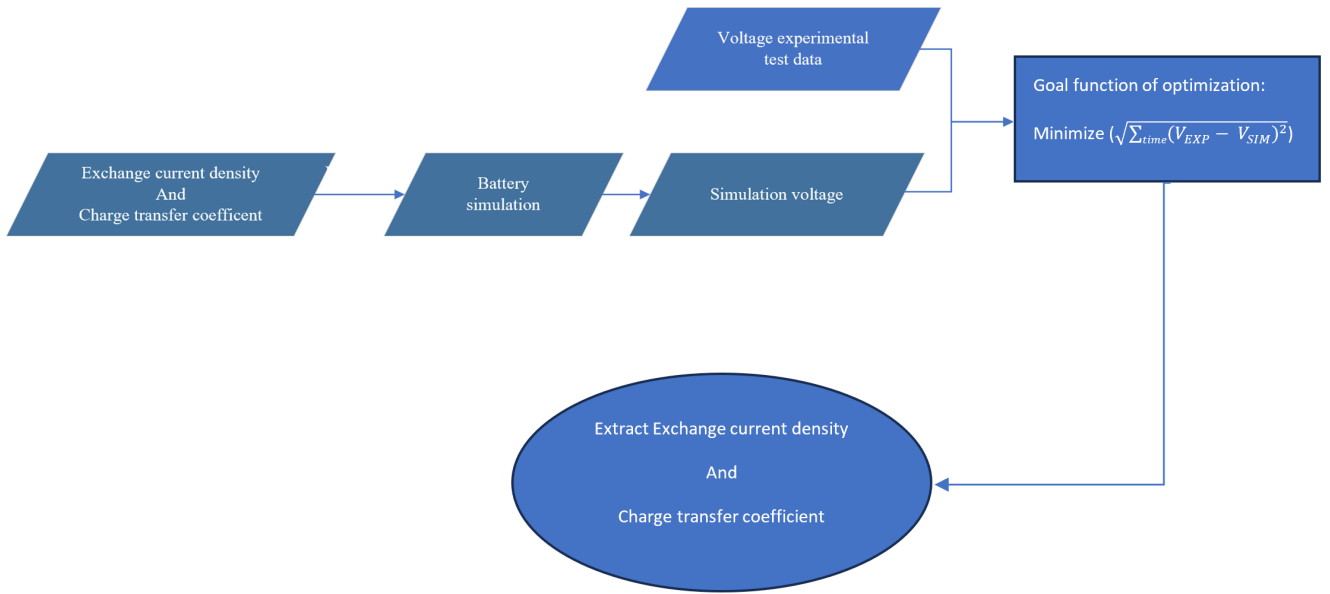 Voltage experimental
test data
Goal function of optimization:
Minimize (√∑time(VEXP − VSIM)²)
Exchange current density
And
Charge transfer coefficent
Battery
simulation
Simulation voltage
Extract Exchange current density
And
Charge transfer coefficient